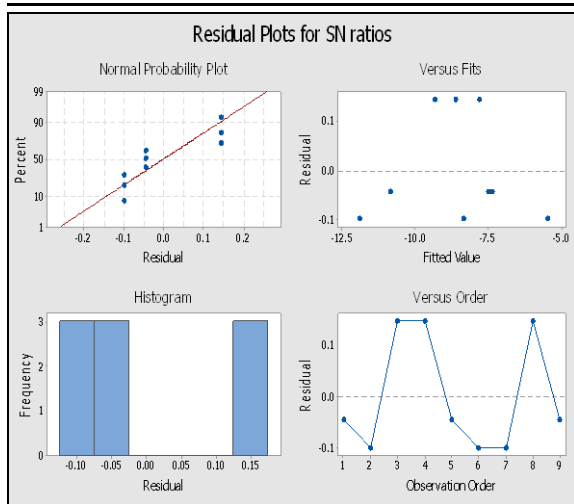 Residual Plots for SN ratios
Normal Probability Plot
99
90
50
10
1
Percent
-0.2 -0.1 0.0 0.1 0.2
Residual
Versus Fits
0.1
0.0
-0.1
Residual
-12.5 -10.0 -7.5 -5.0
Fitted Value
Histogram
3
2
1
0
Frequency
-0.10 -0.05 0.00 0.05 0.10 0.15
Residual
Versus Order
0.1
0.0
-0.1
Residual
1 2 3 4 5 6 7 8 9
Observation Order